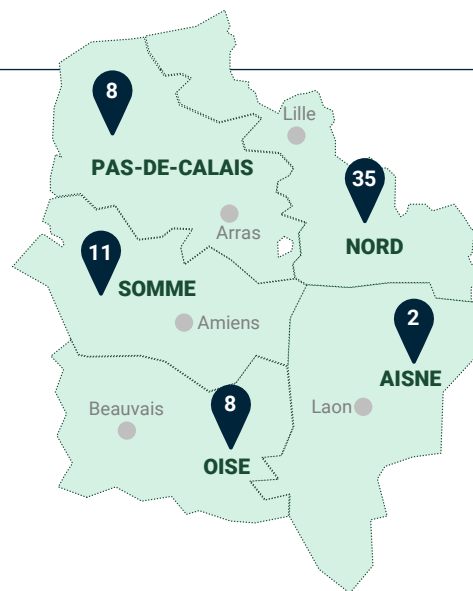 8
Lille
PAS-DE-CALAIS
35
Arras
NORD
11
SOMME
2
Amiens
AISNE
8
Beauvais
Laon
OISE